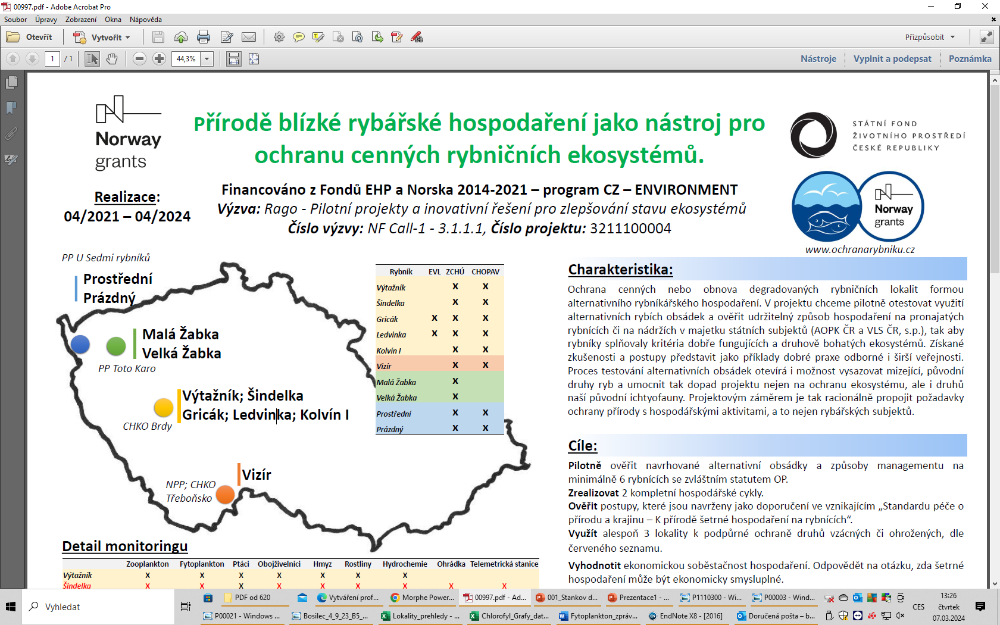 00997.pdf - Adobe Acrobat Pro
Soubor Úpravy Zobrazení Okna Nápověda
Otevřít Vytvořit Přizpůsobit
1 / 1 44,3% Nástroje Vyplnit a podepsat Poznámka
Norway
grants
Přírodě blízké rybářské hospodaření jako nástroj pro
ochranu cenných rybničních ekosystémů.
STÁTNÍ FOND
ŽIVOTNÍHO PROSTŘEDÍ
ČESKÉ REPUBLIKY
Realizace:
04/2021 – 04/2024
Financováno z Fondů EHP a Norska 2014-2021 – program CZ – ENVIRONMENT
Výzva: Rago - Pilotní projekty a inovativní řešení pro zlepšování stavu ekosystémů
Číslo výzvy: NF Call-1 - 3.1.1.1, Číslo projektu: 3211100004
Norway
grants
www.ochranarybniku.cz
PP U Sedmi rybníků
Prostřední
Prázdný
Malá Žabka
Velká Žabka
PP Toto Karo
Výtažník; Šindelka
Gricák; Ledvinka; Kolvín I
CHKO Brdy
Vizír
NPP; CHKO
Třeboňsko
Rybník EVL ZCHÚ CHOPAV
Výtažník X X
Šindelka X X
Gricák X X X
Ledvinka X X X
Kolvín I X X
Vizír X X
Malá Žabka X
Velká Žabka X
Prostřední X X
Prázdný X X
Charakteristika:
Ochrana cenných nebo obnova degradovaných rybničních lokalit formou
alternativního rybníkářského hospodaření. V projektu chceme pilotně otestovat využití
alternativních rybích obsádek a ověřit udržitelný způsob hospodaření na pronajatých
rybnících či na nádržích v majetku státních subjektů (AOPK ČR a VLS ČR, s.p.), tak aby
rybníky splňovaly kritéria dobře fungujících a druhově bohatých ekosystémů. Získané
zkušenosti a postupy představit jako příklady dobré praxe odborné i širší veřejnosti.
Proces testování alternativních obsádek otevírá i možnost vysazovat mizející, původní
druhy ryb a umocnit tak dopad projektu nejen na ochranu ekosystému, ale i druhů
naší původní ichtyofauny. Projektovým záměrem je tak racionálně propojit požadavky
ochrany přírody s hospodářskými aktivitami, a to nejen rybářských subjektů.
Cíle:
Pilotně ověřit navrhované alternativní obsádky a způsoby managementu na
minimálně 6 rybnících se zvláštním statutem OP.
Zrealizovat 2 kompletní hospodářské cykly.
Ověřit postupy, které jsou navrženy jako doporučení ve vznikajícím „Standardu péče o
přírodu a krajinu – K přírodě šetrné hospodaření na rybnících“.
Využít alespoň 3 lokality k podpůrné ochraně druhů vzácných či ohrožených, dle
červeného seznamu.
Vyhodnotit ekonomickou soběstačnost hospodaření. Odpovědět na otázku, zda šetrné
hospodaření může být ekonomicky smysluplné.
Detail monitoringu
Zooplankton Fytoplankton Ptáci Obojživelníci Hmyz Rostliny Hydrochemie Ohrádka Telemetrická stanice
Výtažník X X X X X X X
Šindelka X X X X X X X X X
Vyhledat
PDF od 620 Vytváření prof... Morphe Power... 00997.pdf - Ad... 001_Stankov d... Prezentace1 - ... P1110300 - Wi... P00003 - Wind...
P00021 - Windows ... Bosilec_4_9_23_B5_... Lokality_prehledy - ... Chlorofyl_Grafy_dat... Fytoplankton_zpráv... EndNote X8 - [2016] Doručená pošta – b...
CES
13:26
čtvrtek
07.03.2024